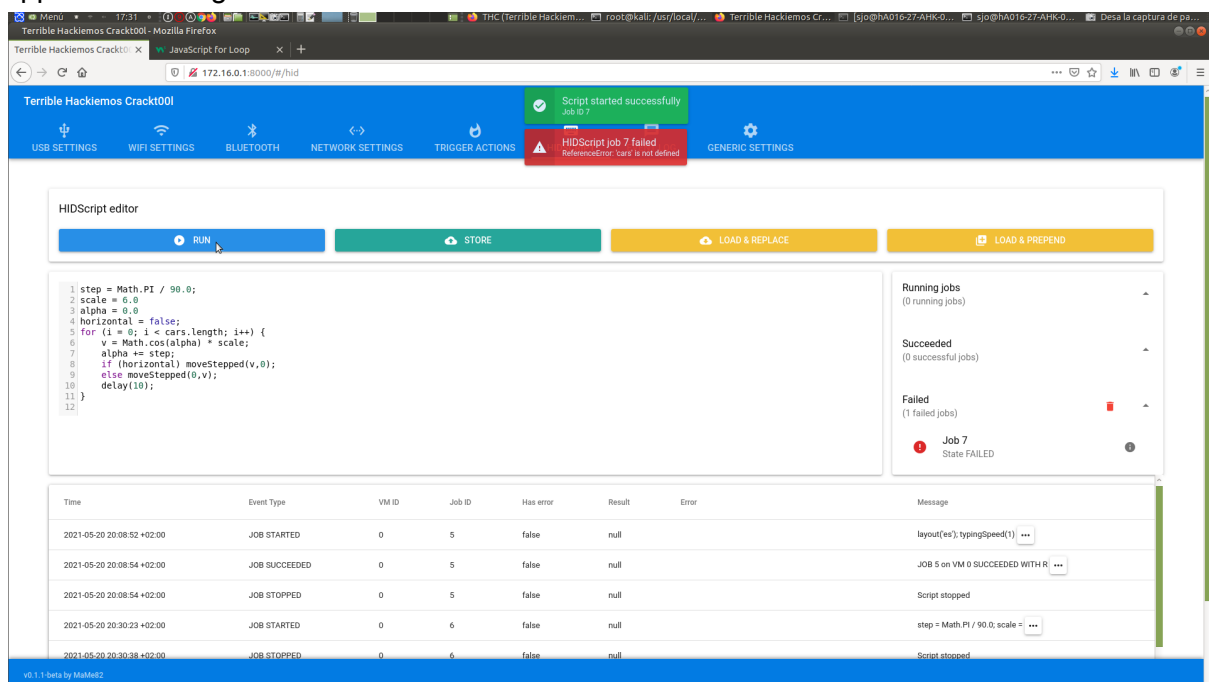 Menú 17:31 THC (Terrible Hackiem... root@kali: /usr/local/... Terrible Hackiemos Cr... [sjo@hA016-27-AHK-0... sjo@hA016-27-AHK-0... Desa la captura de pa...
Terrible Hackiemos Crackt00l - Mozilla Firefox
Terrible Hackiemos Crackt0 JavaScript for Loop
172.16.0.1:8000/#/hid
Terrible Hackiemos Crackt00l
Script started successfully
Job ID 7
HIDScript job 7 failed
ReferenceError: 'cars' is not defined
USB SETTINGS WIFI SETTINGS BLUETOOTH NETWORK SETTINGS TRIGGER ACTIONS GENERIC SETTINGS
HIDScript editor
RUN STORE LOAD & REPLACE LOAD & PREPEND
1 step = Math.PI / 90.0;
2 scale = 6.0
3 alpha = 0.0
4 horizontal = false;
5 for (i = 0; i < cars.length; i++) {
6 v = Math.cos(alpha) * scale;
7 alpha += step;
8 if (horizontal) moveStepped(v,0);
9 else moveStepped(0,v);
10 delay(10);
11 }
12
Running jobs
(0 running jobs)
Succeeded
(0 successful jobs)
Failed
(1 failed jobs)
Job 7
State FAILED
Time Event Type VM ID Job ID Has error Result Error Message
2021-05-20 20:08:52 +02:00 JOB STARTED 0 5 false null layout('es'); typingSpeed(1) •••
2021-05-20 20:08:54 +02:00 JOB SUCCEEDED 0 5 false null JOB 5 on VM 0 SUCCEEDED WITH R •••
2021-05-20 20:08:54 +02:00 JOB STOPPED 0 5 false null Script stopped
2021-05-20 20:30:23 +02:00 JOB STARTED 0 6 false null step = Math.PI / 90.0; scale = •••
2021-05-20 20:30:38 +02:00 JOB STOPPED 0 6 false null Script stopped
v0.1.1-beta by MaMe82